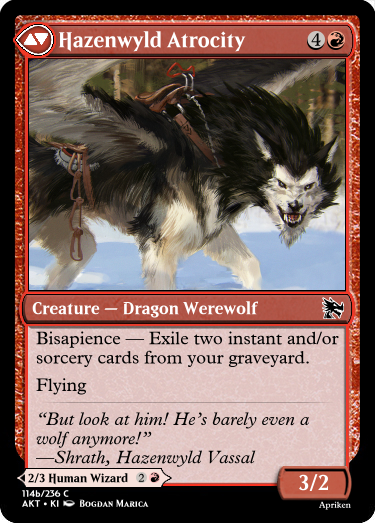 Hazenwyld Atrocity 4
Creature — Dragon Werewolf
Bisapience — Exile two instant and/or
sorcery cards from your graveyard.
Flying
“But look at him! He’s barely even a
wolf anymore!”
—Shrath, Hazenwyld Vassal
2/3 Human Wizard 2
3/2
114b/236 C
AKT • KI Bogdan Marica
Apriken